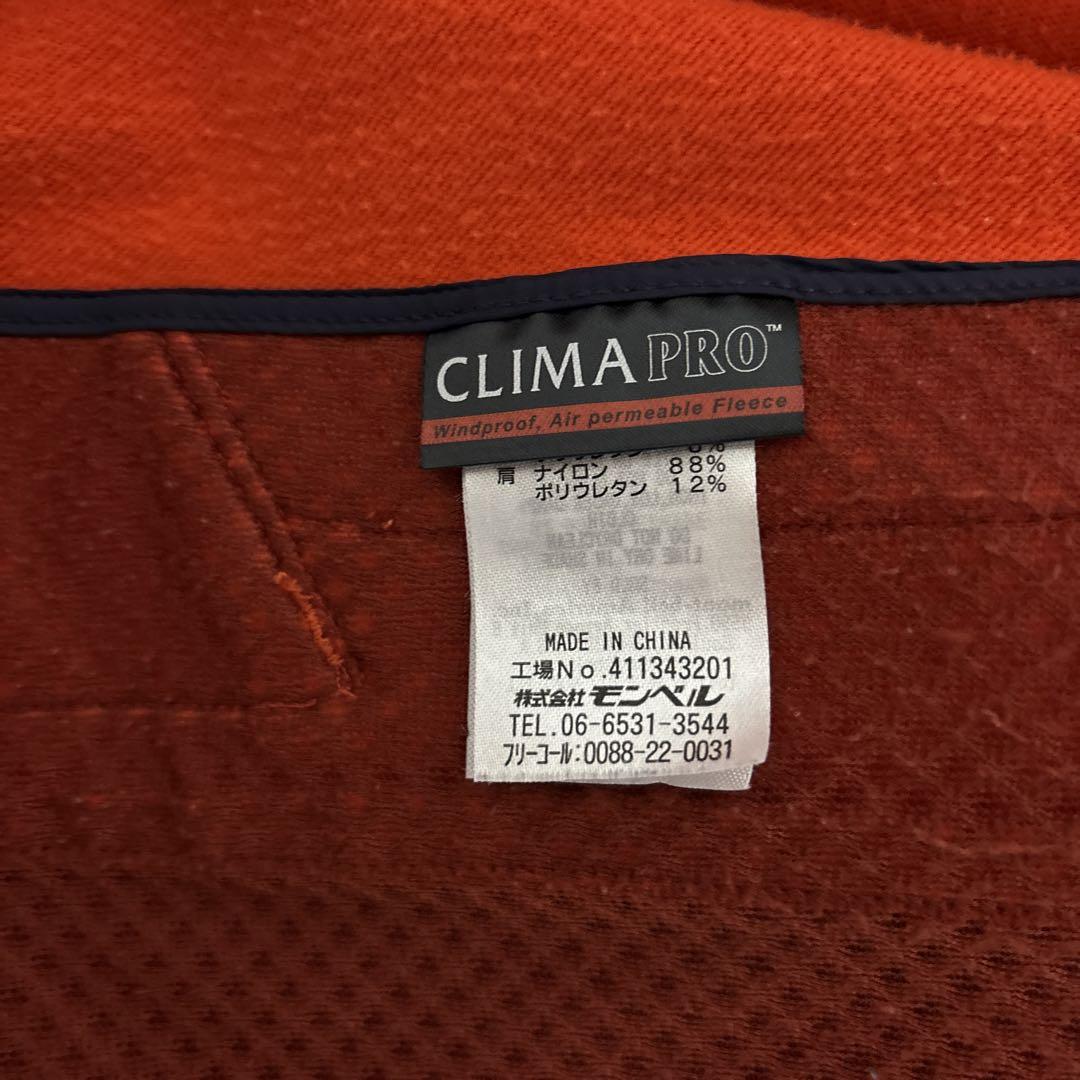 CLIMAPRO™
Windproof, Air permeable Fleece
肩 ナイロン 88%
ポリウレタン 12%
MADE IN CHINA
工場No.411343201
株式会社モンベル
TEL.06-6531-3544
フリーコール:0088-22-0031